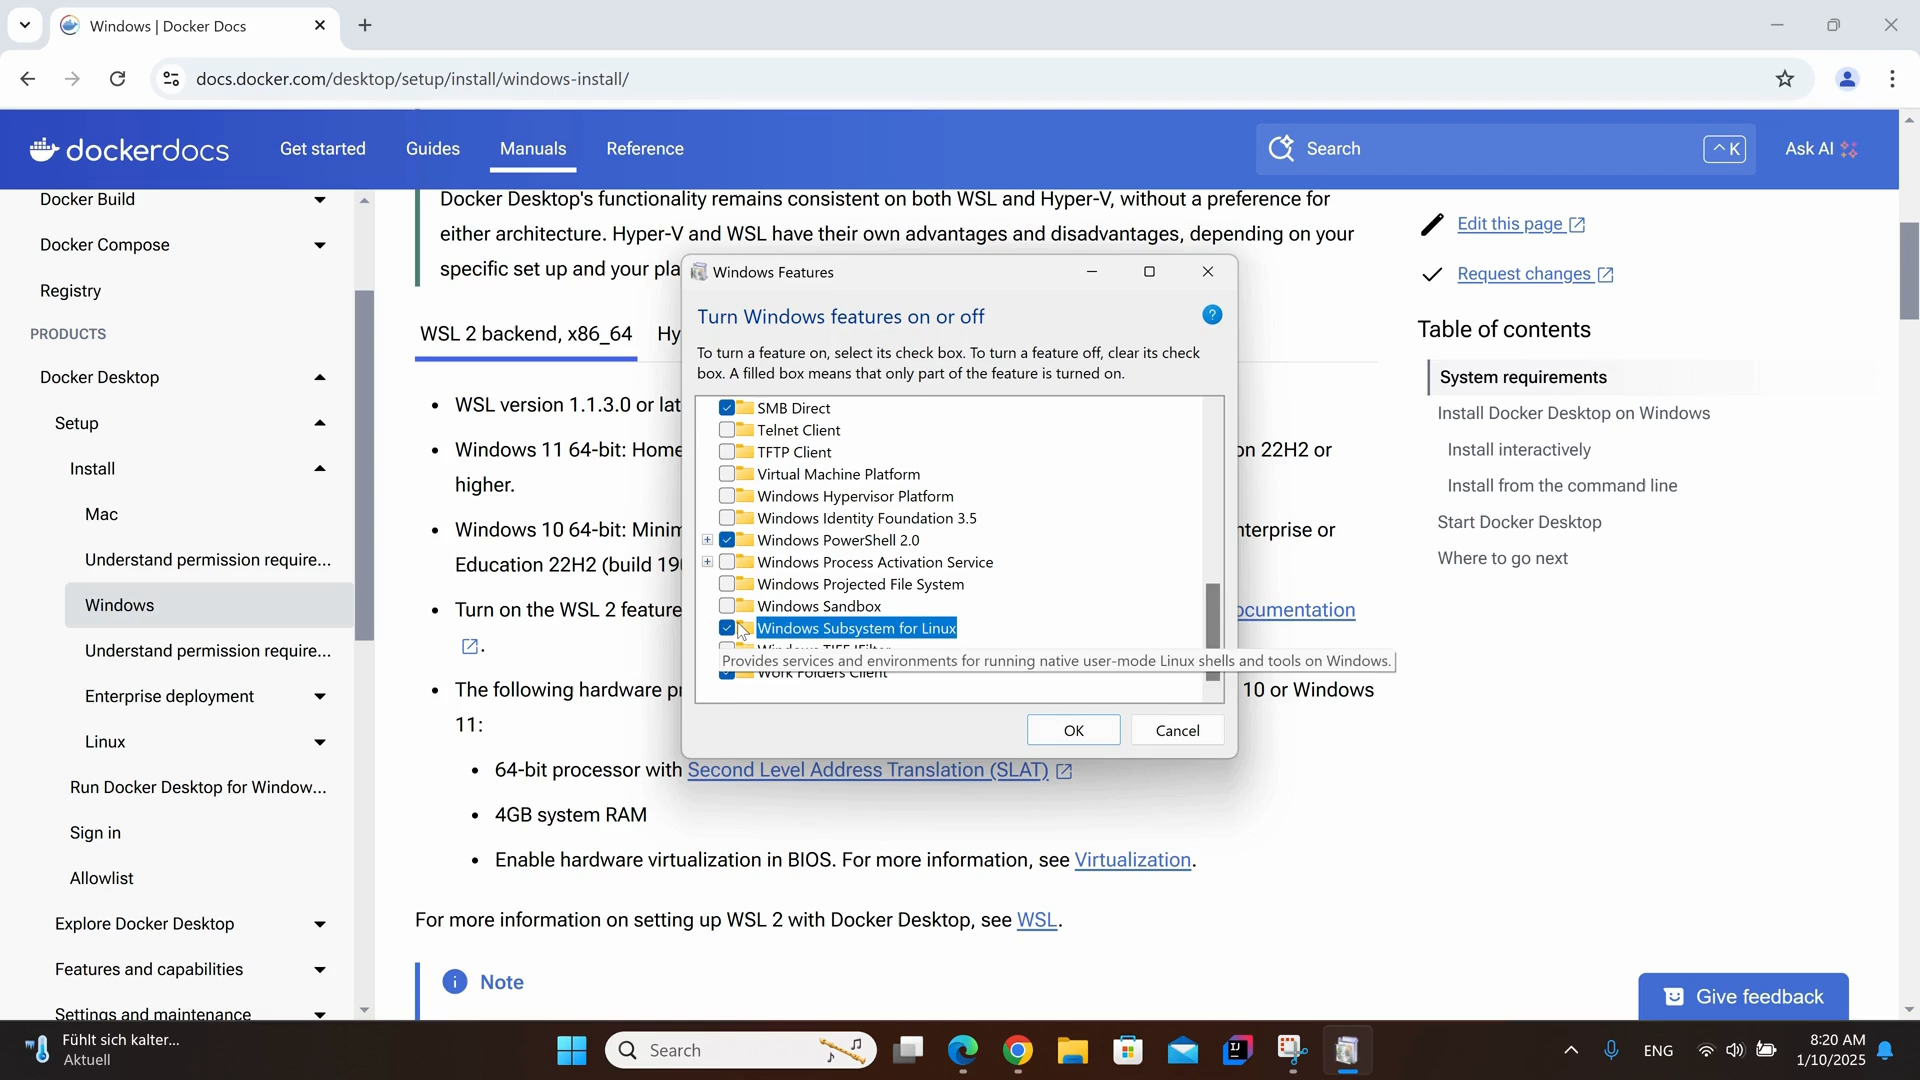 Windows | Docker Docs
docs.docker.com/desktop/setup/install/windows-install/
dockerdocs
Get started
Guides
Manuals
Reference
Search
^ K
Ask AI
Docker Build
Docker Compose
Registry
PRODUCTS
Docker Desktop
Setup
Install
Mac
Understand permission require...
Windows
Understand permission require...
Enterprise deployment
Linux
Run Docker Desktop for Window...
Sign in
Allowlist
Explore Docker Desktop
Features and capabilities
Settings and maintenance
Docker Desktop's functionality remains consistent on both WSL and Hyper-V, without a preference for
either architecture. Hyper-V and WSL have their own advantages and disadvantages, depending on your
specific set up and your pla
WSL 2 backend, x86_64
Hy
WSL version 1.1.3.0 or lat
Windows 11 64-bit: Home
on 22H2 or
higher.
Windows 10 64-bit: Minim
nterprise or
Education 22H2 (build 190
Turn on the WSL 2 feature
ocumentation
.
The following hardware pr
10 or Windows
11:
64-bit processor with Second Level Address Translation (SLAT)
4GB system RAM
Enable hardware virtualization in BIOS. For more information, see Virtualization.
For more information on setting up WSL 2 with Docker Desktop, see WSL.
i Note
Windows Features
Turn Windows features on or off
?
To turn a feature on, select its check box. To turn a feature off, clear its check
box. A filled box means that only part of the feature is turned on.
SMB Direct
Telnet Client
TFTP Client
Virtual Machine Platform
Windows Hypervisor Platform
Windows Identity Foundation 3.5
Windows PowerShell 2.0
Windows Process Activation Service
Windows Projected File System
Windows Sandbox
Windows Subsystem for Linux
Windows TIFF IFilter
Provides services and environments for running native user-mode Linux shells and tools on Windows.
Work Folders Client
OK
Cancel
Edit this page
Request changes
Table of contents
System requirements
Install Docker Desktop on Windows
Install interactively
Install from the command line
Start Docker Desktop
Where to go next
Give feedback
Fühlt sich kalter...
Aktuell
Search
IJ
ENG
8:20 AM
1/10/2025